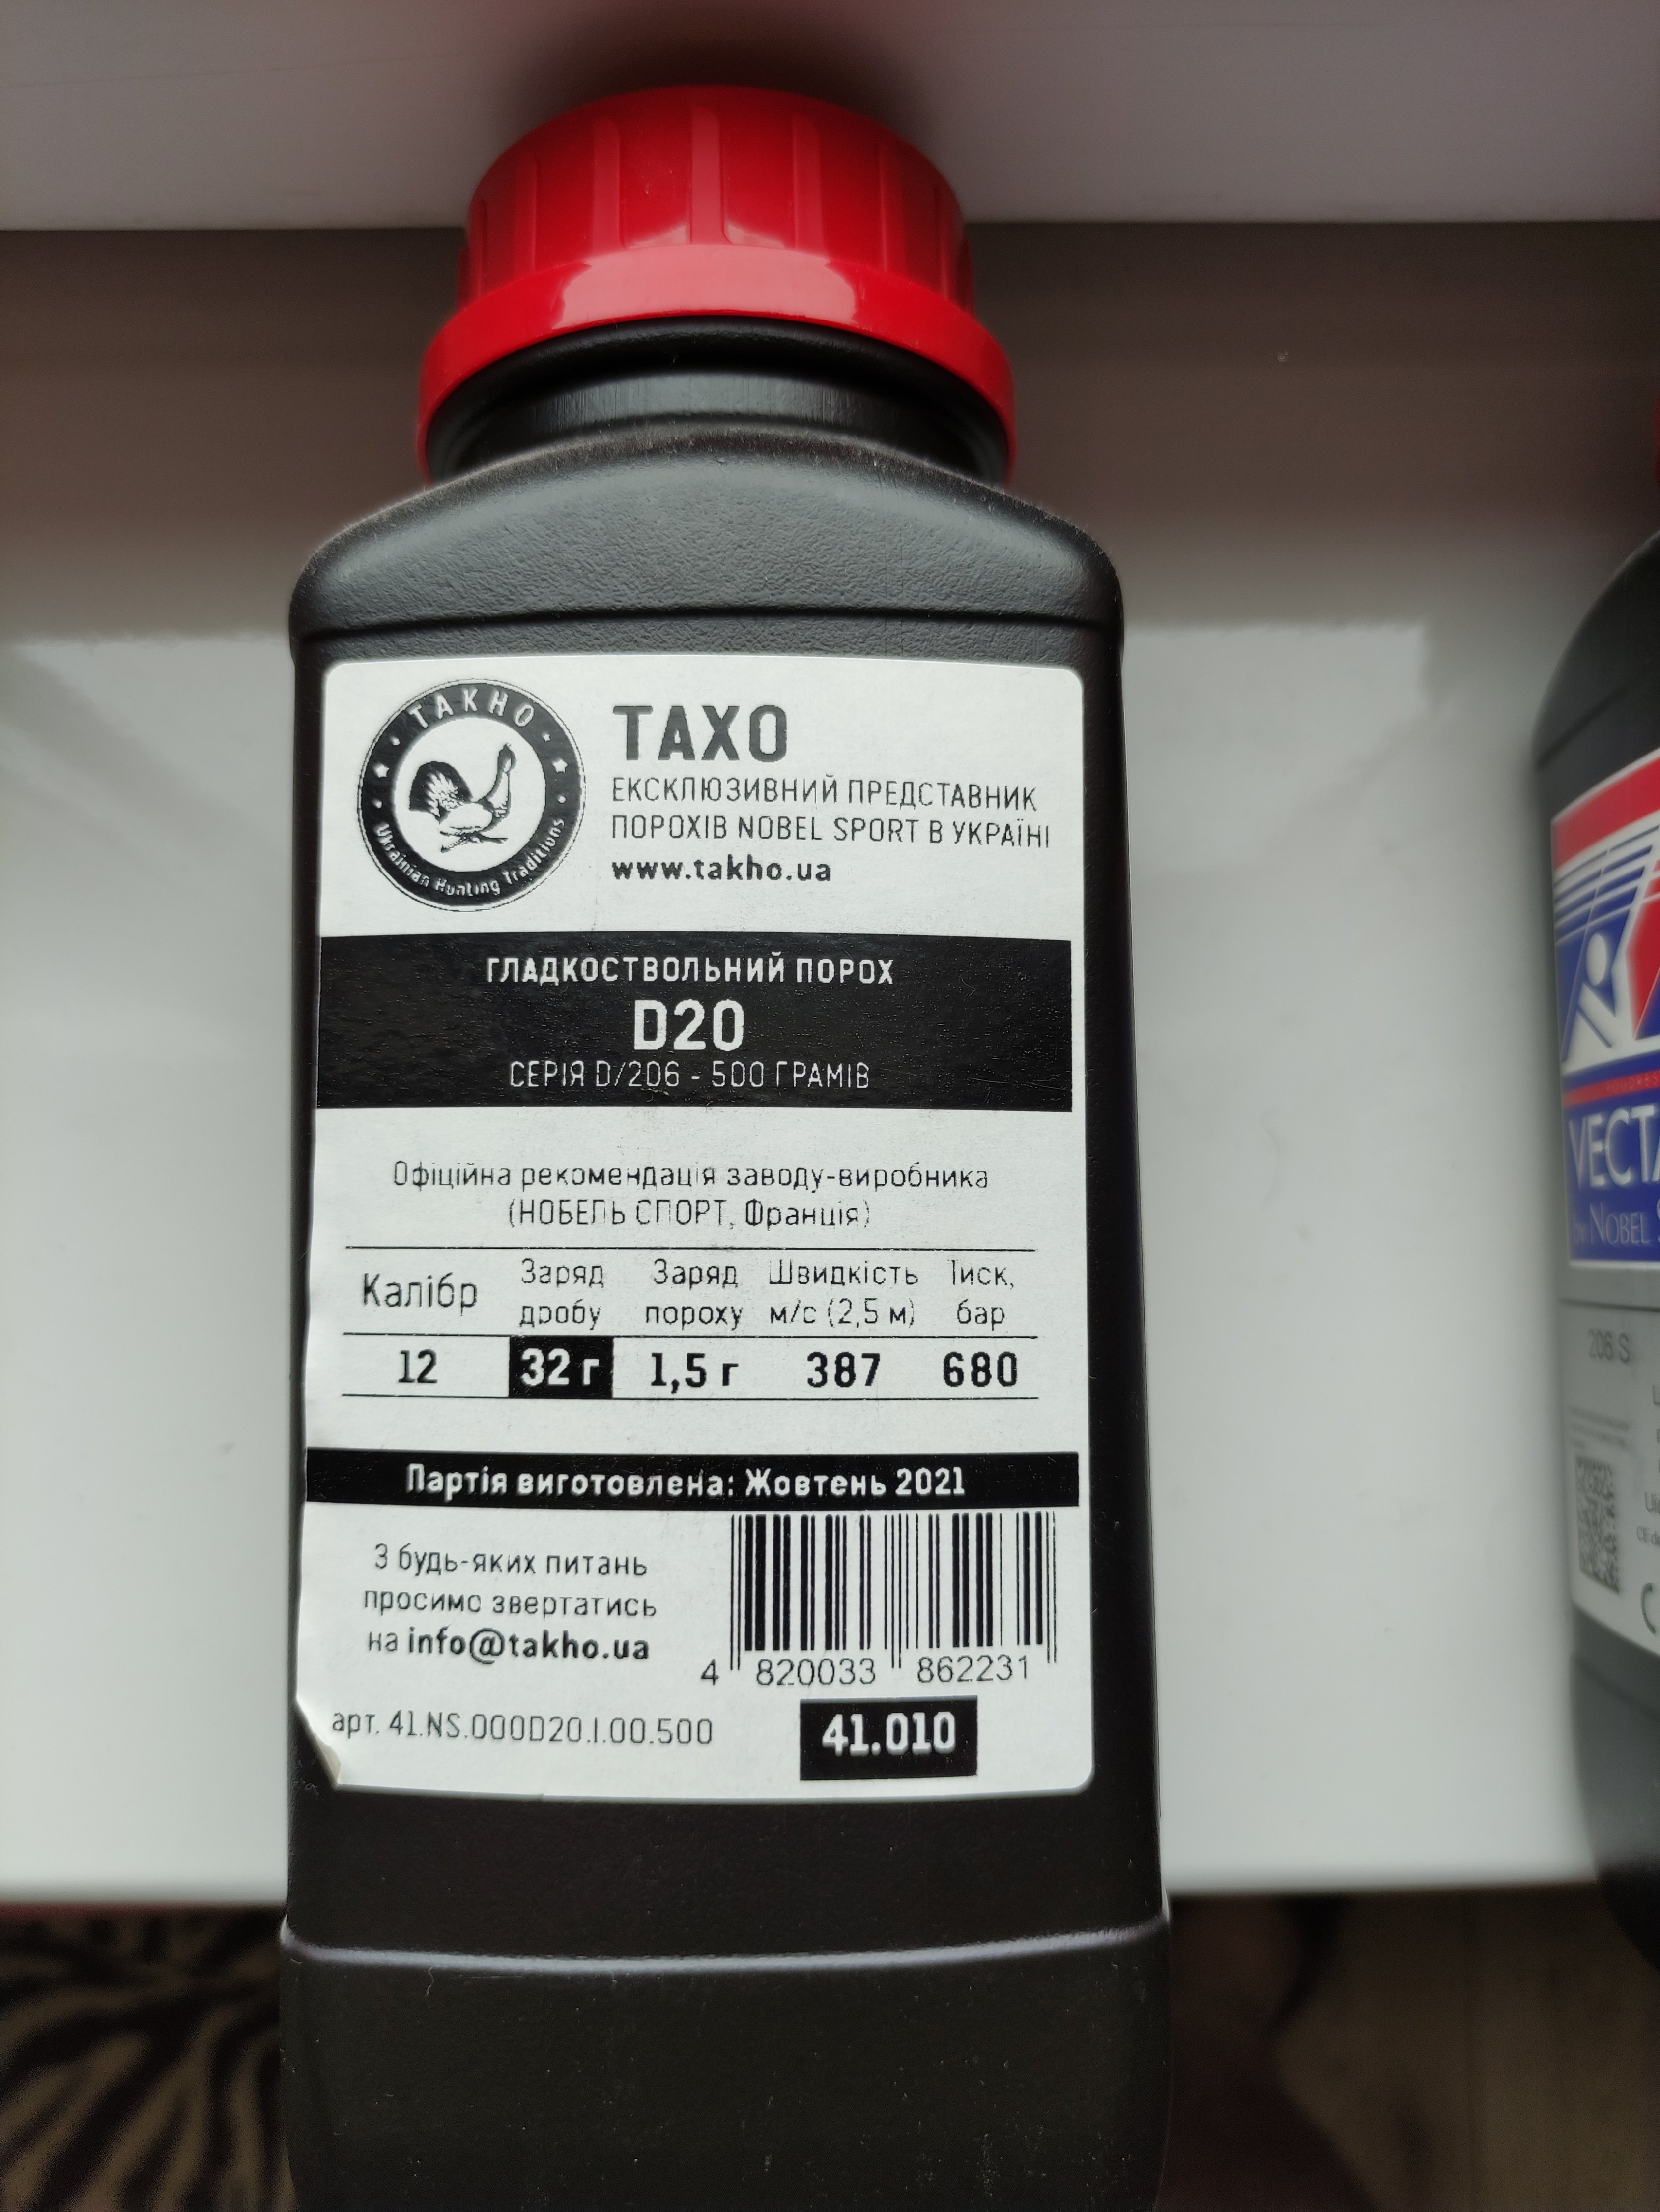 TAKHO
Ukrainian Hunting Traditions
ТАХО
ЕКСКЛЮЗИВНИЙ ПРЕДСТАВНИК
ПОРОХІВ NOBEL SPORT В УКРАЇНІ
www.takho.ua
ГЛАДКОСТВОЛЬНИЙ ПОРОХ
D20
СЕРІЯ D/206 - 500 ГРАМІВ
Офіційна рекомендація заводу-виробника
(НОБЕЛЬ СПОРТ, Франція)
Калібр Заряд дробу Заряд пороху Швидкість м/с (2,5 м) Тиск, бар
12 32 г 1,5 г 387 680
Партія виготовлена: Жовтень 2021
З будь-яких питань
просимо звертатись
на info@takho.ua
4 820033 862231
арт. 41.NS.000D20.I.00.500
41.010
NOBEL
206 S